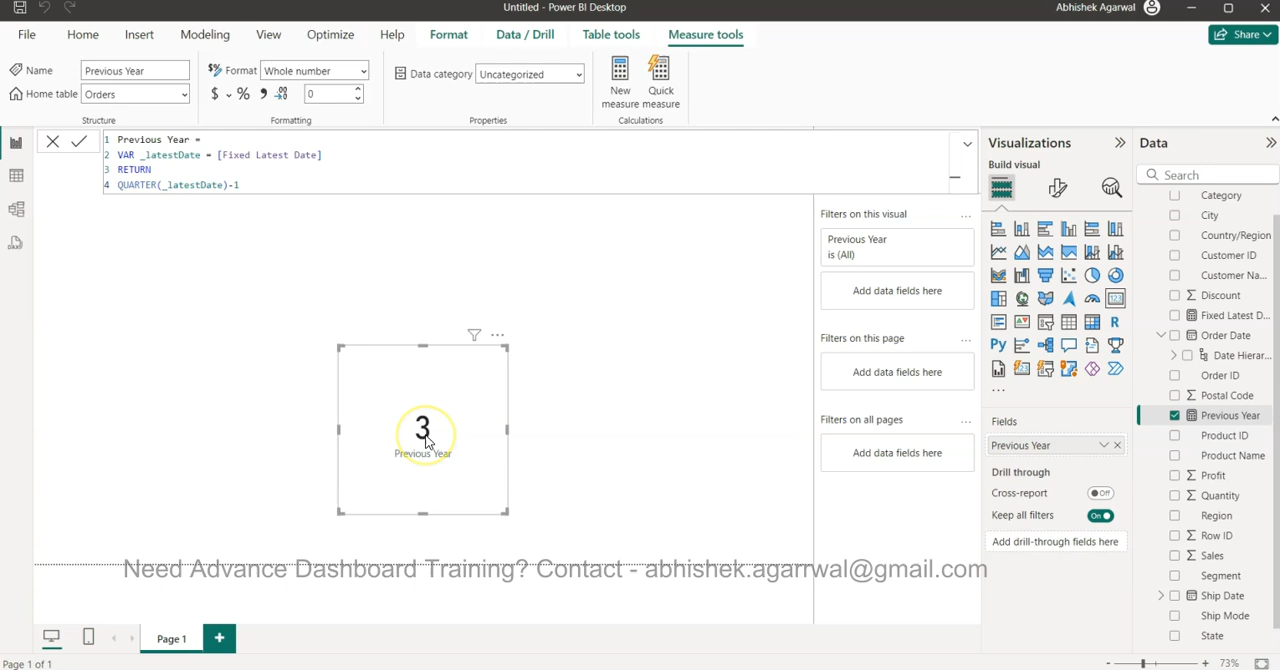 Untitled - Power BI Desktop
Abhishek Agarwal
File Home Insert Modeling View Optimize Help Format Data / Drill Table tools Measure tools
Share
Name Previous Year
Home table Orders
Structure
Format Whole number
$ % 0
Formatting
Data category Uncategorized
Properties
New measure
Quick measure
Calculations
1 Previous Year =
2 VAR _latestDate = [Fixed Latest Date]
3 RETURN
4 QUARTER(_latestDate)-1
3
Previous Year
Filters on this visual ...
Previous Year
is (All)
Add data fields here
Filters on this page ...
Add data fields here
Filters on all pages ...
Add data fields here
Visualizations
Build visual
R
Py
...
Fields
Previous Year
Drill through
Cross-report Off
Keep all filters On
Add drill-through fields here
Data
Search
Category
City
Country/Region
Customer ID
Customer Na...
Discount
Fixed Latest D...
Order Date
Date Hierar...
Order ID
Postal Code
Previous Year
Product ID
Product Name
Profit
Quantity
Region
Row ID
Sales
Segment
Ship Date
Ship Mode
State
Need Advance Dashboard Training? Contact - abhishek.agarrwal@gmail.com
Page 1
Page 1 of 1
- + 73%